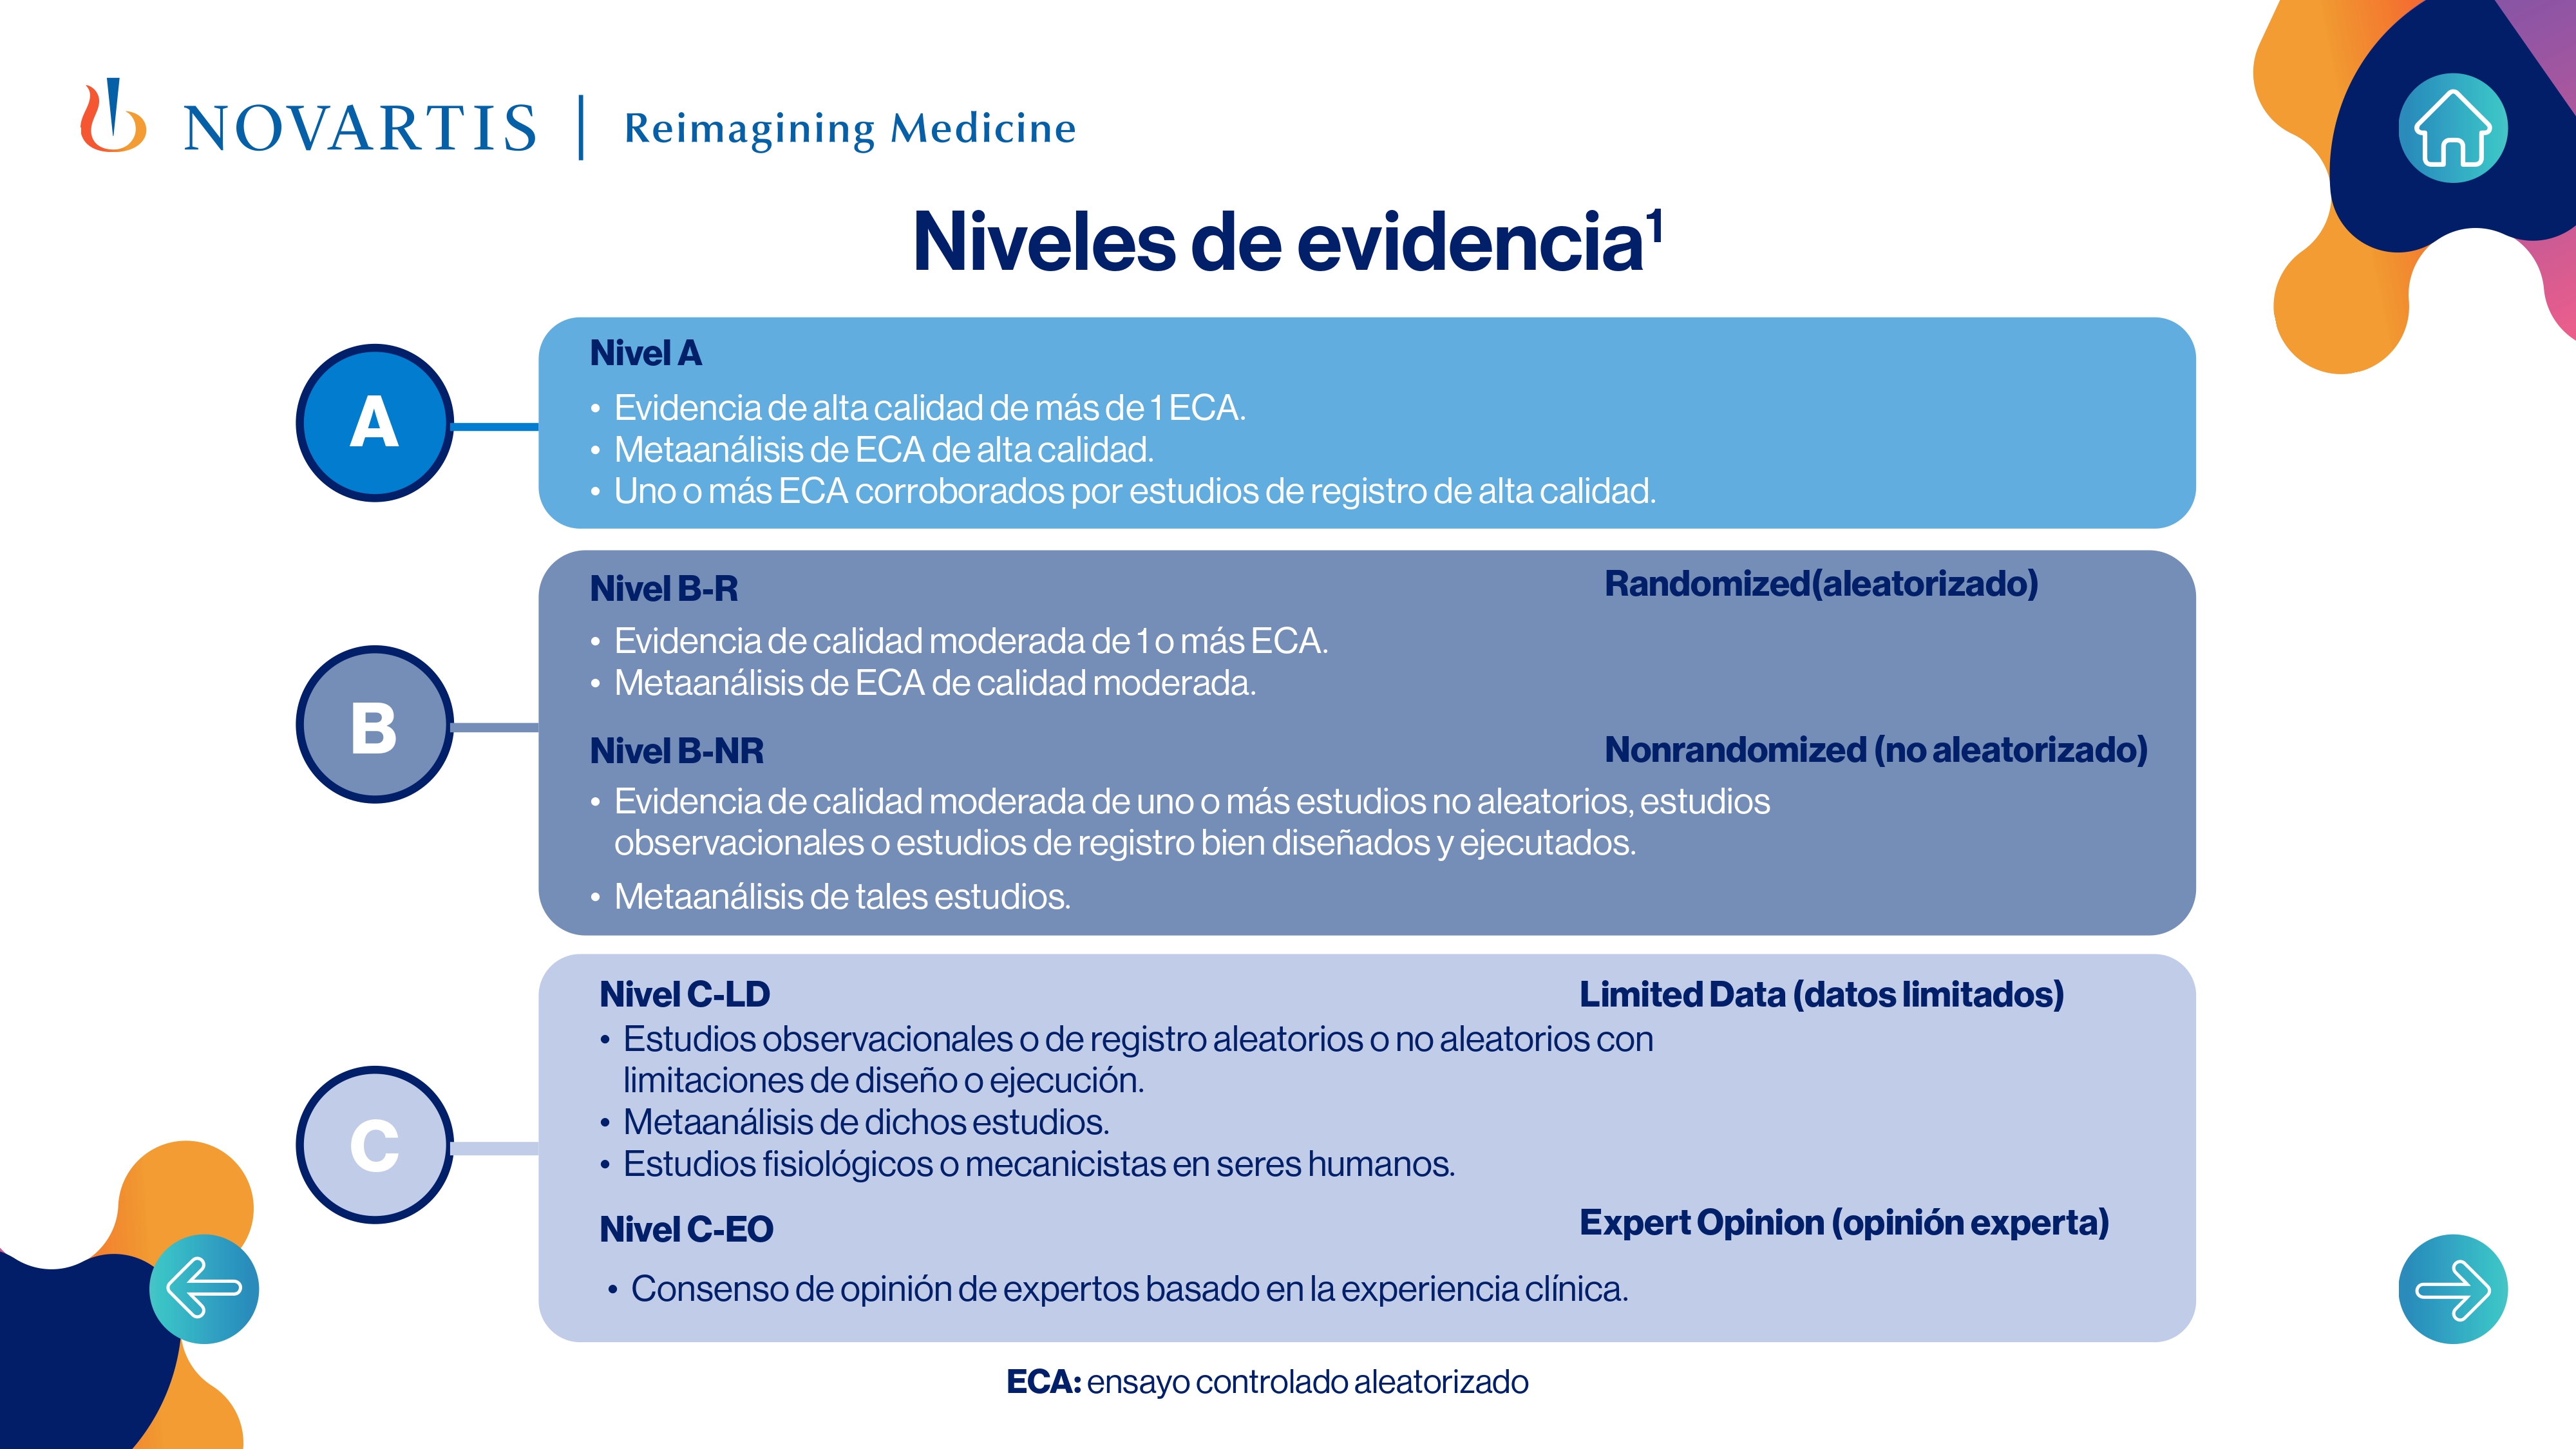 NOVARTIS | Reimagining Medicine
Niveles de evidencia¹
A
Nivel A
• Evidencia de alta calidad de más de 1 ECA.
• Metaanálisis de ECA de alta calidad.
• Uno o más ECA corroborados por estudios de registro de alta calidad.
B
Nivel B-R
Randomized(aleatorizado)
• Evidencia de calidad moderada de 1 o más ECA.
• Metaanálisis de ECA de calidad moderada.
Nivel B-NR
Nonrandomized (no aleatorizado)
• Evidencia de calidad moderada de uno o más estudios no aleatorios, estudios
observacionales o estudios de registro bien diseñados y ejecutados.
• Metaanálisis de tales estudios.
C
Nivel C-LD
Limited Data (datos limitados)
• Estudios observacionales o de registro aleatorios o no aleatorios con
limitaciones de diseño o ejecución.
• Metaanálisis de dichos estudios.
• Estudios fisiológicos o mecanicistas en seres humanos.
Nivel C-EO
Expert Opinion (opinión experta)
• Consenso de opinión de expertos basado en la experiencia clínica.
ECA: ensayo controlado aleatorizado